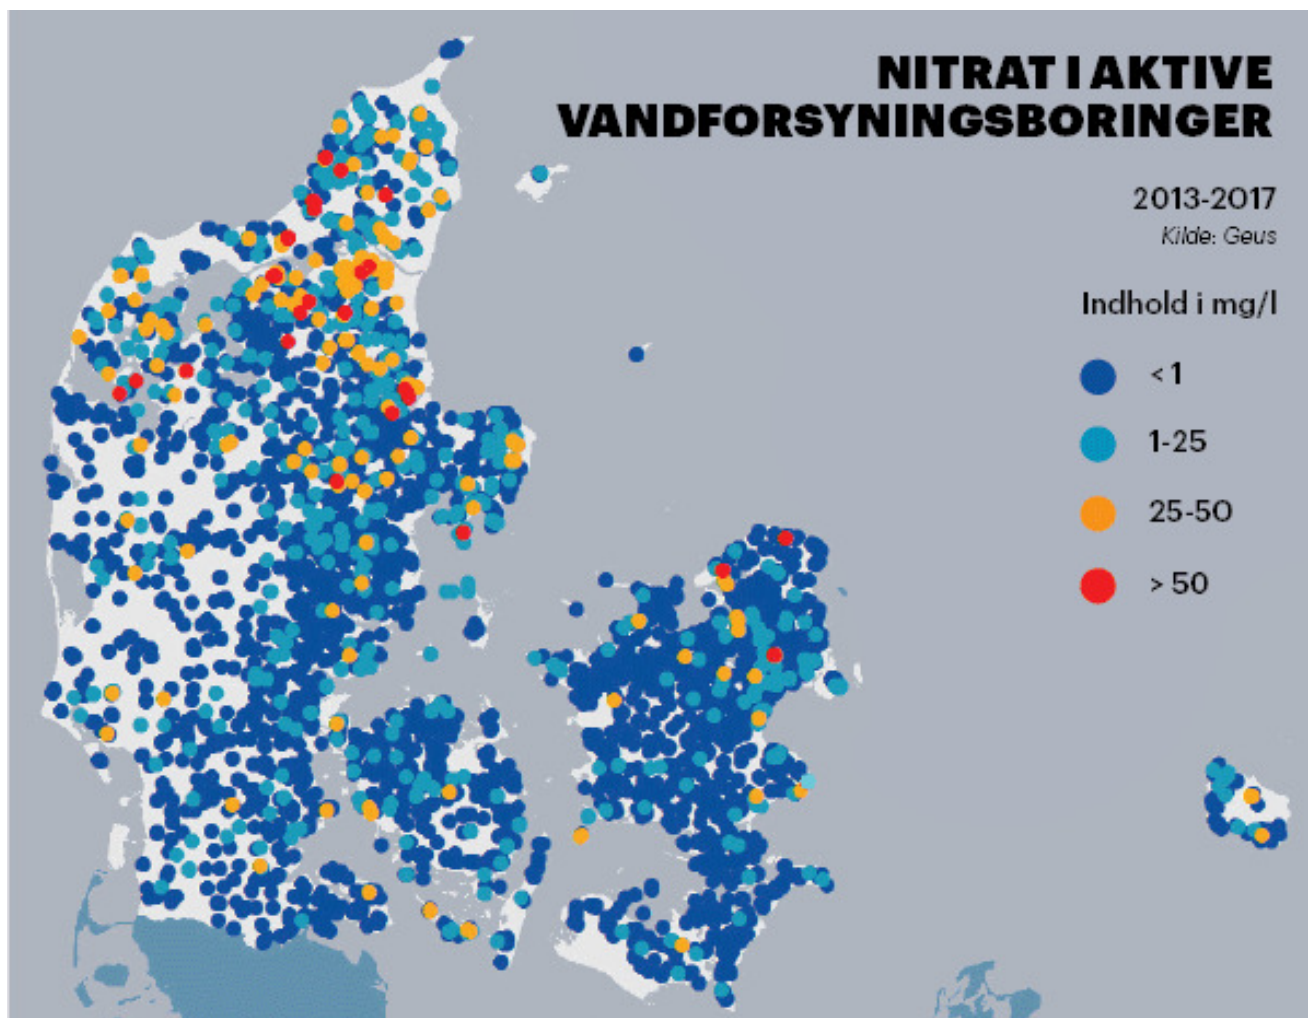 NITRAT I AKTIVE
VANDFORSYNINGSBORINGER
2013-2017
Kilde: Geus
Indhold i mg/l
< 1
1-25
25-50
> 50